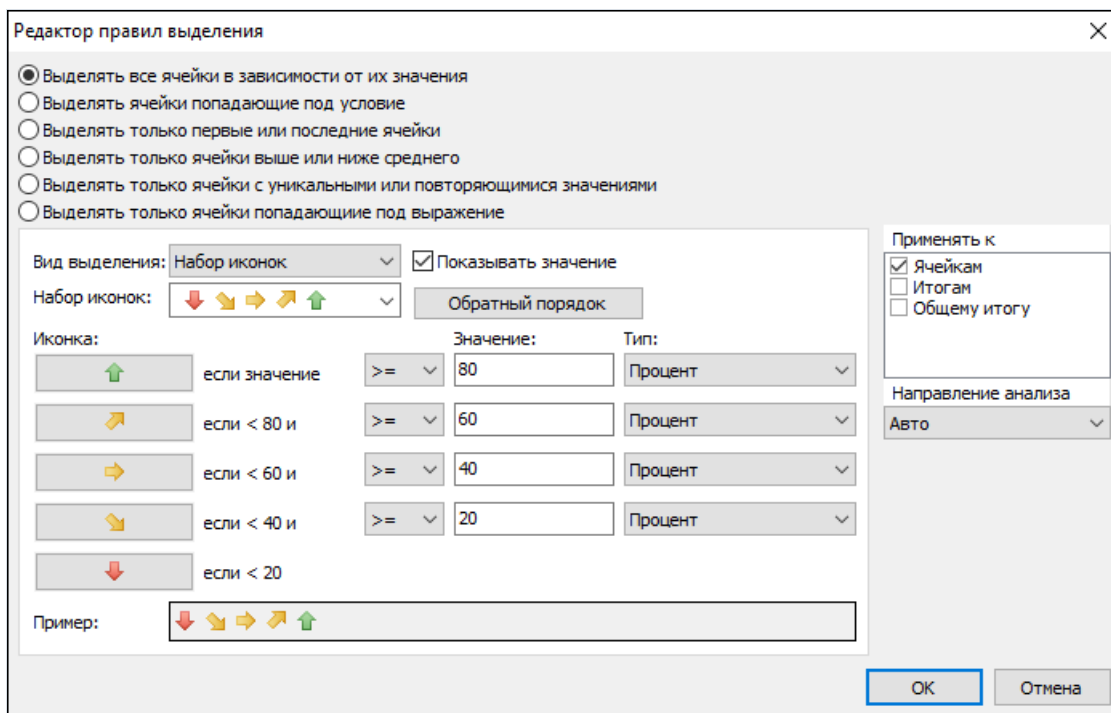 Редактор правил выделения
Выделять все ячейки в зависимости от их значения
Выделять ячейки попадающие под условие
Выделять только первые или последние ячейки
Выделять только ячейки выше или ниже среднего
Выделять только ячейки с уникальными или повторяющимися значениями
Выделять только ячейки попадающиие под выражение
Вид выделения: Набор иконок Показывать значение
Набор иконок: Обратный порядок
Иконка: Значение: Тип:
если значение >= 80 Процент
если < 80 и >= 60 Процент
если < 60 и >= 40 Процент
если < 40 и >= 20 Процент
если < 20
Пример:
Применять к
Ячейкам
Итогам
Общему итогу
Направление анализа
Авто
ОК Отмена